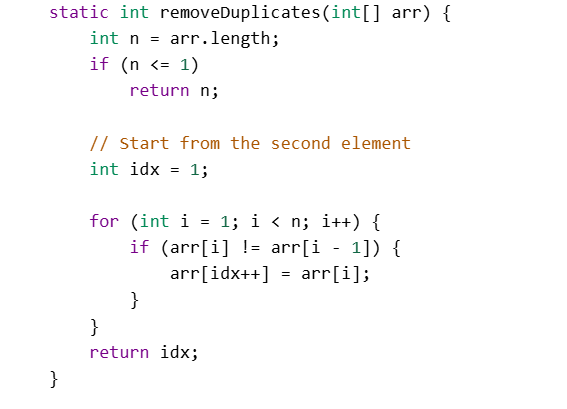 static int removeDuplicates(int[] arr) {
    int n = arr.length;
    if (n <= 1)
        return n;

    // Start from the second element
    int idx = 1;

    for (int i = 1; i < n; i++) {
        if (arr[i] != arr[i - 1]) {
            arr[idx++] = arr[i];
        }
    }
    return idx;
}